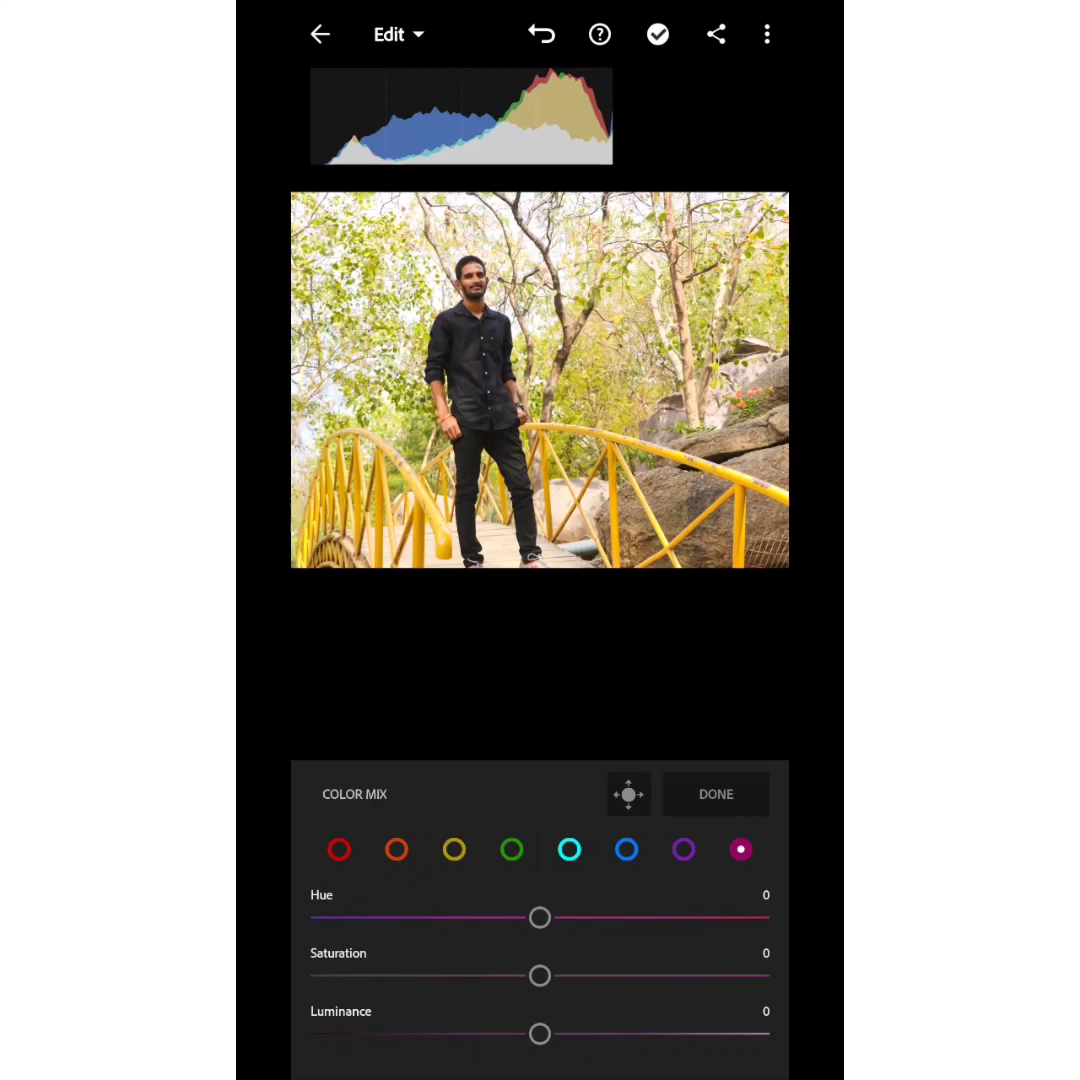 Edit
COLOR MIX
DONE
Hue 0
Saturation 0
Luminance 0